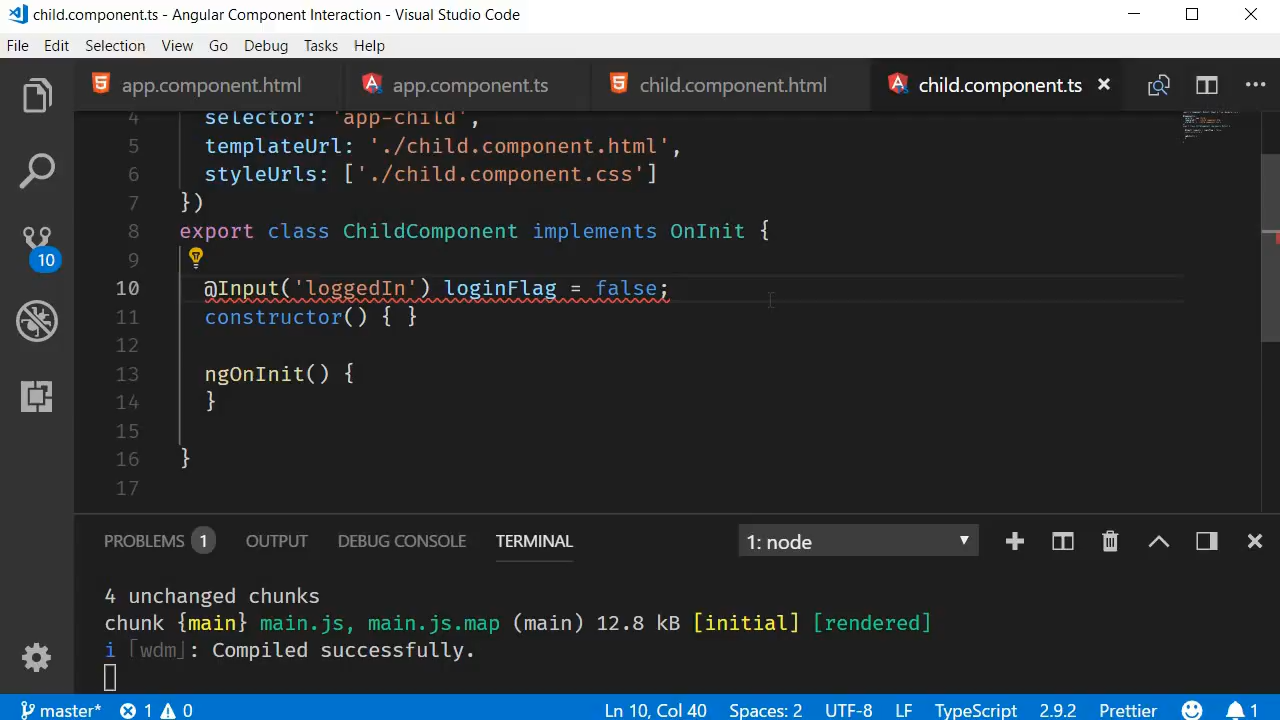 child.component.ts - Angular Component Interaction - Visual Studio Code
File Edit Selection View Go Debug Tasks Help
app.component.html app.component.ts child.component.html child.component.ts
4 selector: 'app-child',
5 templateUrl: './child.component.html',
6 styleUrls: ['./child.component.css']
7 })
8 export class ChildComponent implements OnInit {
9
10 @Input('loggedIn') loginFlag = false;
11 constructor() { }
12
13 ngOnInit() {
14 }
15
16 }
17
10
PROBLEMS 1 OUTPUT DEBUG CONSOLE TERMINAL 1: node
4 unchanged chunks
chunk {main} main.js, main.js.map (main) 12.8 kB [initial] [rendered]
i ｢wdm｣: Compiled successfully.
master* 1 0 Ln 10, Col 40 Spaces: 2 UTF-8 LF TypeScript 2.9.2 Prettier 1